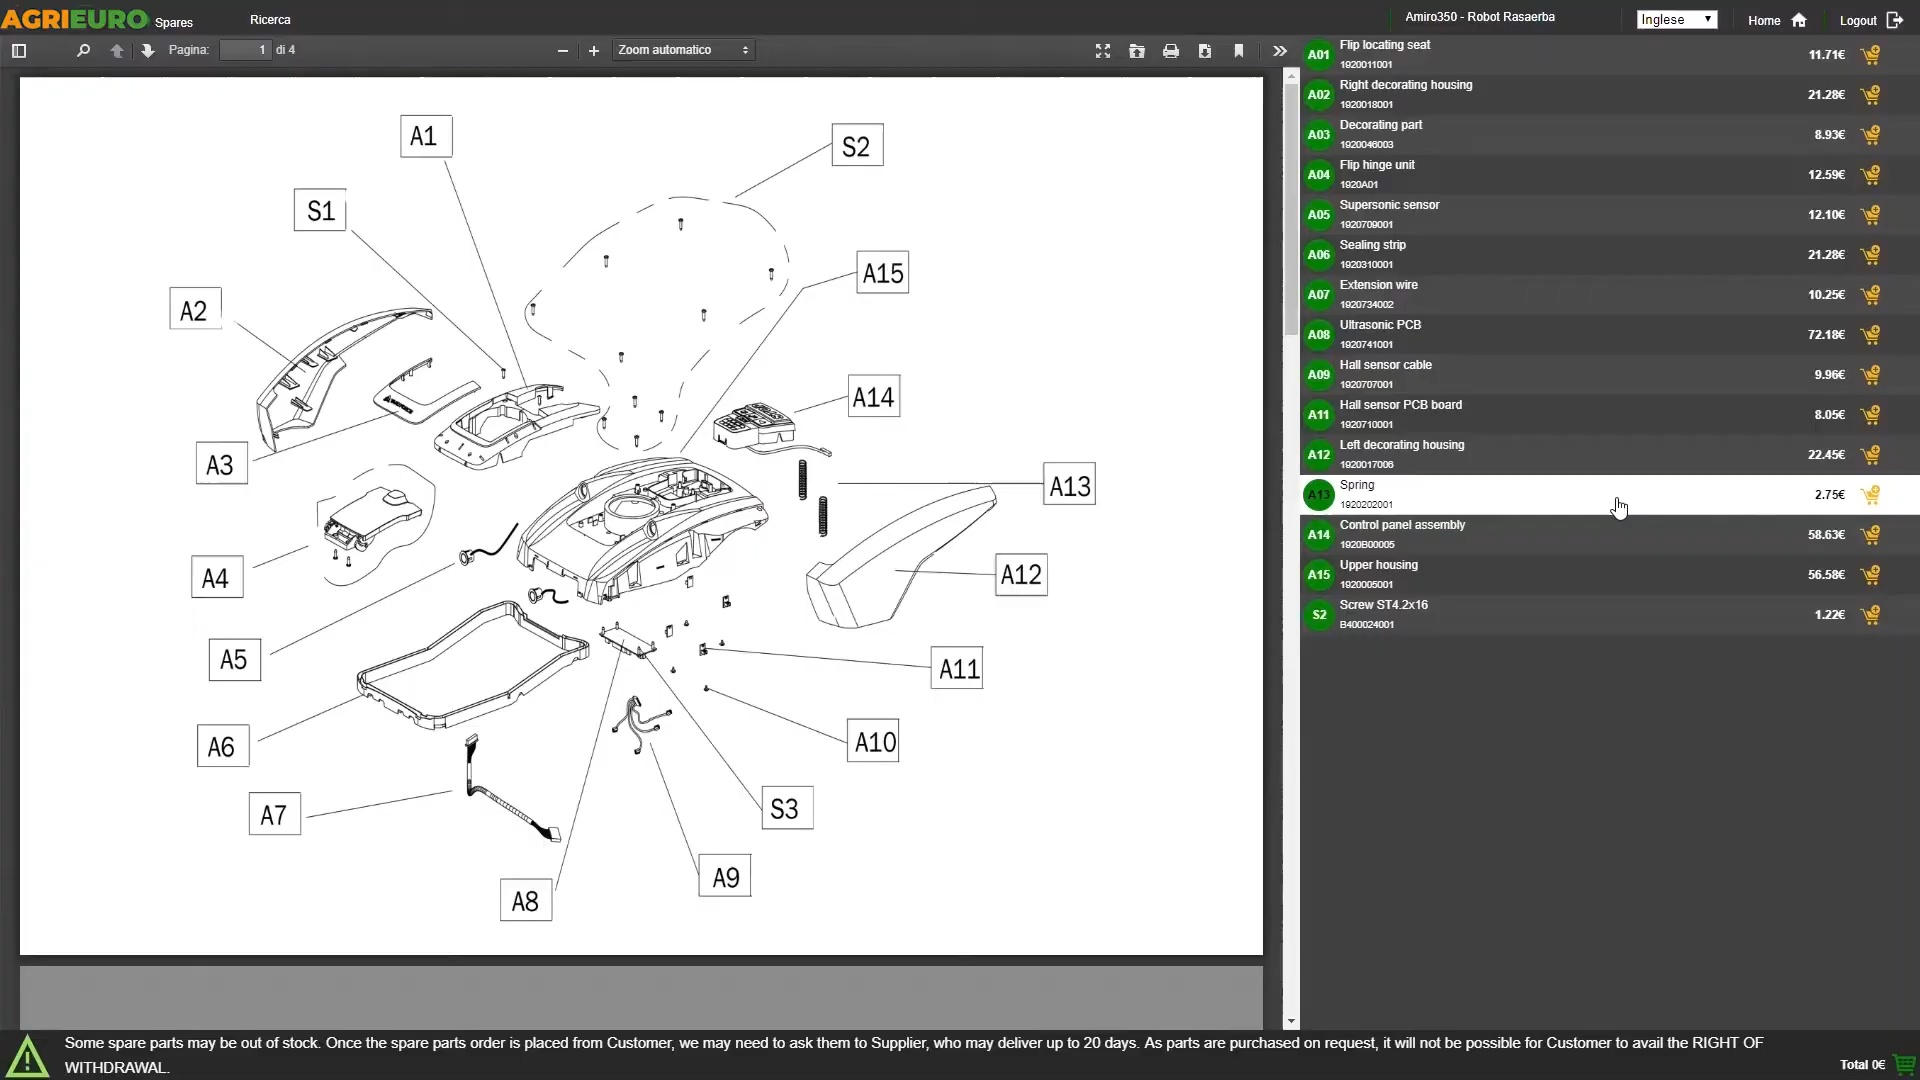 AGRIEURO Spares
Ricerca
Amiro350 - Robot Rasaerba
Inglese
Home
Logout
Pagina:
1
di 4
Zoom automatico
A1
S2
S1
A15
A2
A14
A3
A13
A4
A12
A5
A11
A6
A10
A7
S3
A9
A8
A01
Flip locating seat
1920011001
11.71€
A02
Right decorating housing
1920018001
21.28€
A03
Decorating part
1920046003
8.93€
A04
Flip hinge unit
1920A01
12.59€
A05
Supersonic sensor
1920709001
12.10€
A06
Sealing strip
1920310001
21.28€
A07
Extension wire
1920734002
10.25€
A08
Ultrasonic PCB
1920741001
72.18€
A09
Hall sensor cable
1920707001
9.96€
A11
Hall sensor PCB board
1920710001
8.05€
A12
Left decorating housing
1920017006
22.45€
A13
Spring
1920202001
2.75€
A14
Control panel assembly
1920B00005
58.63€
A15
Upper housing
1920005001
56.58€
S2
Screw ST4.2x16
B400024001
1.22€
Some spare parts may be out of stock. Once the spare parts order is placed from Customer, we may need to ask them to Supplier, who may deliver up to 20 days. As parts are purchased on request, it will not be possible for Customer to avail the RIGHT OF
WITHDRAWAL.
Total 0€